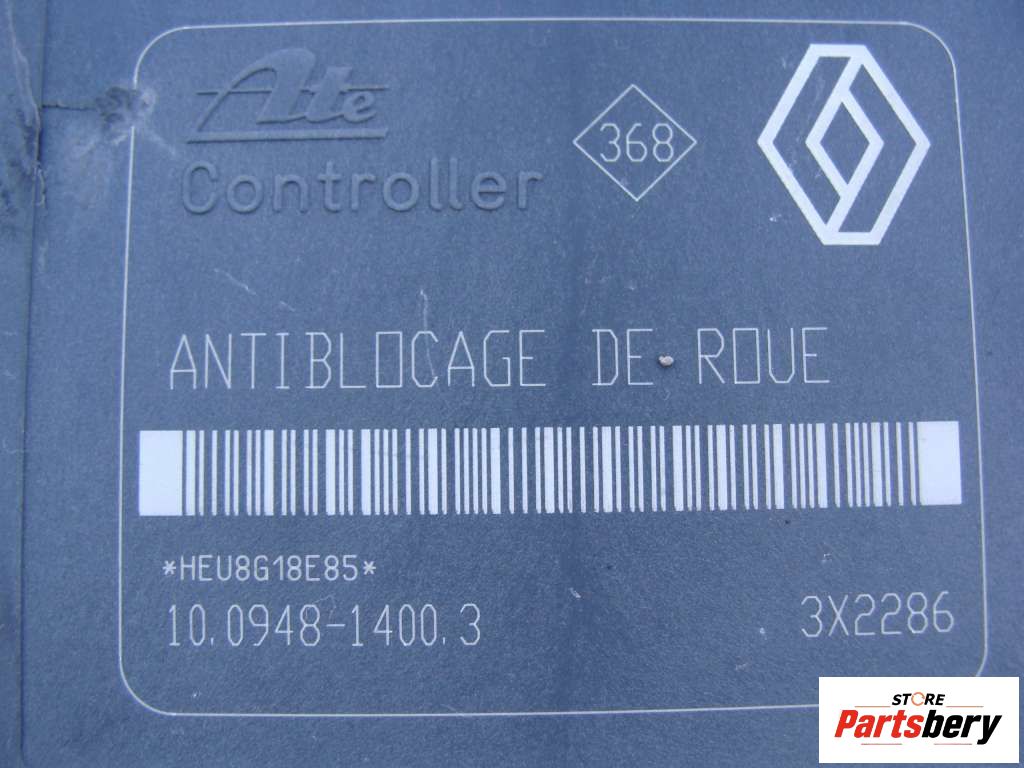 Ate
Controller
368
ANTIBLOCAGE DE ROUE
*HEU8G18E85*
10.0948-1400.3
3X2286
STORE
Partsbery